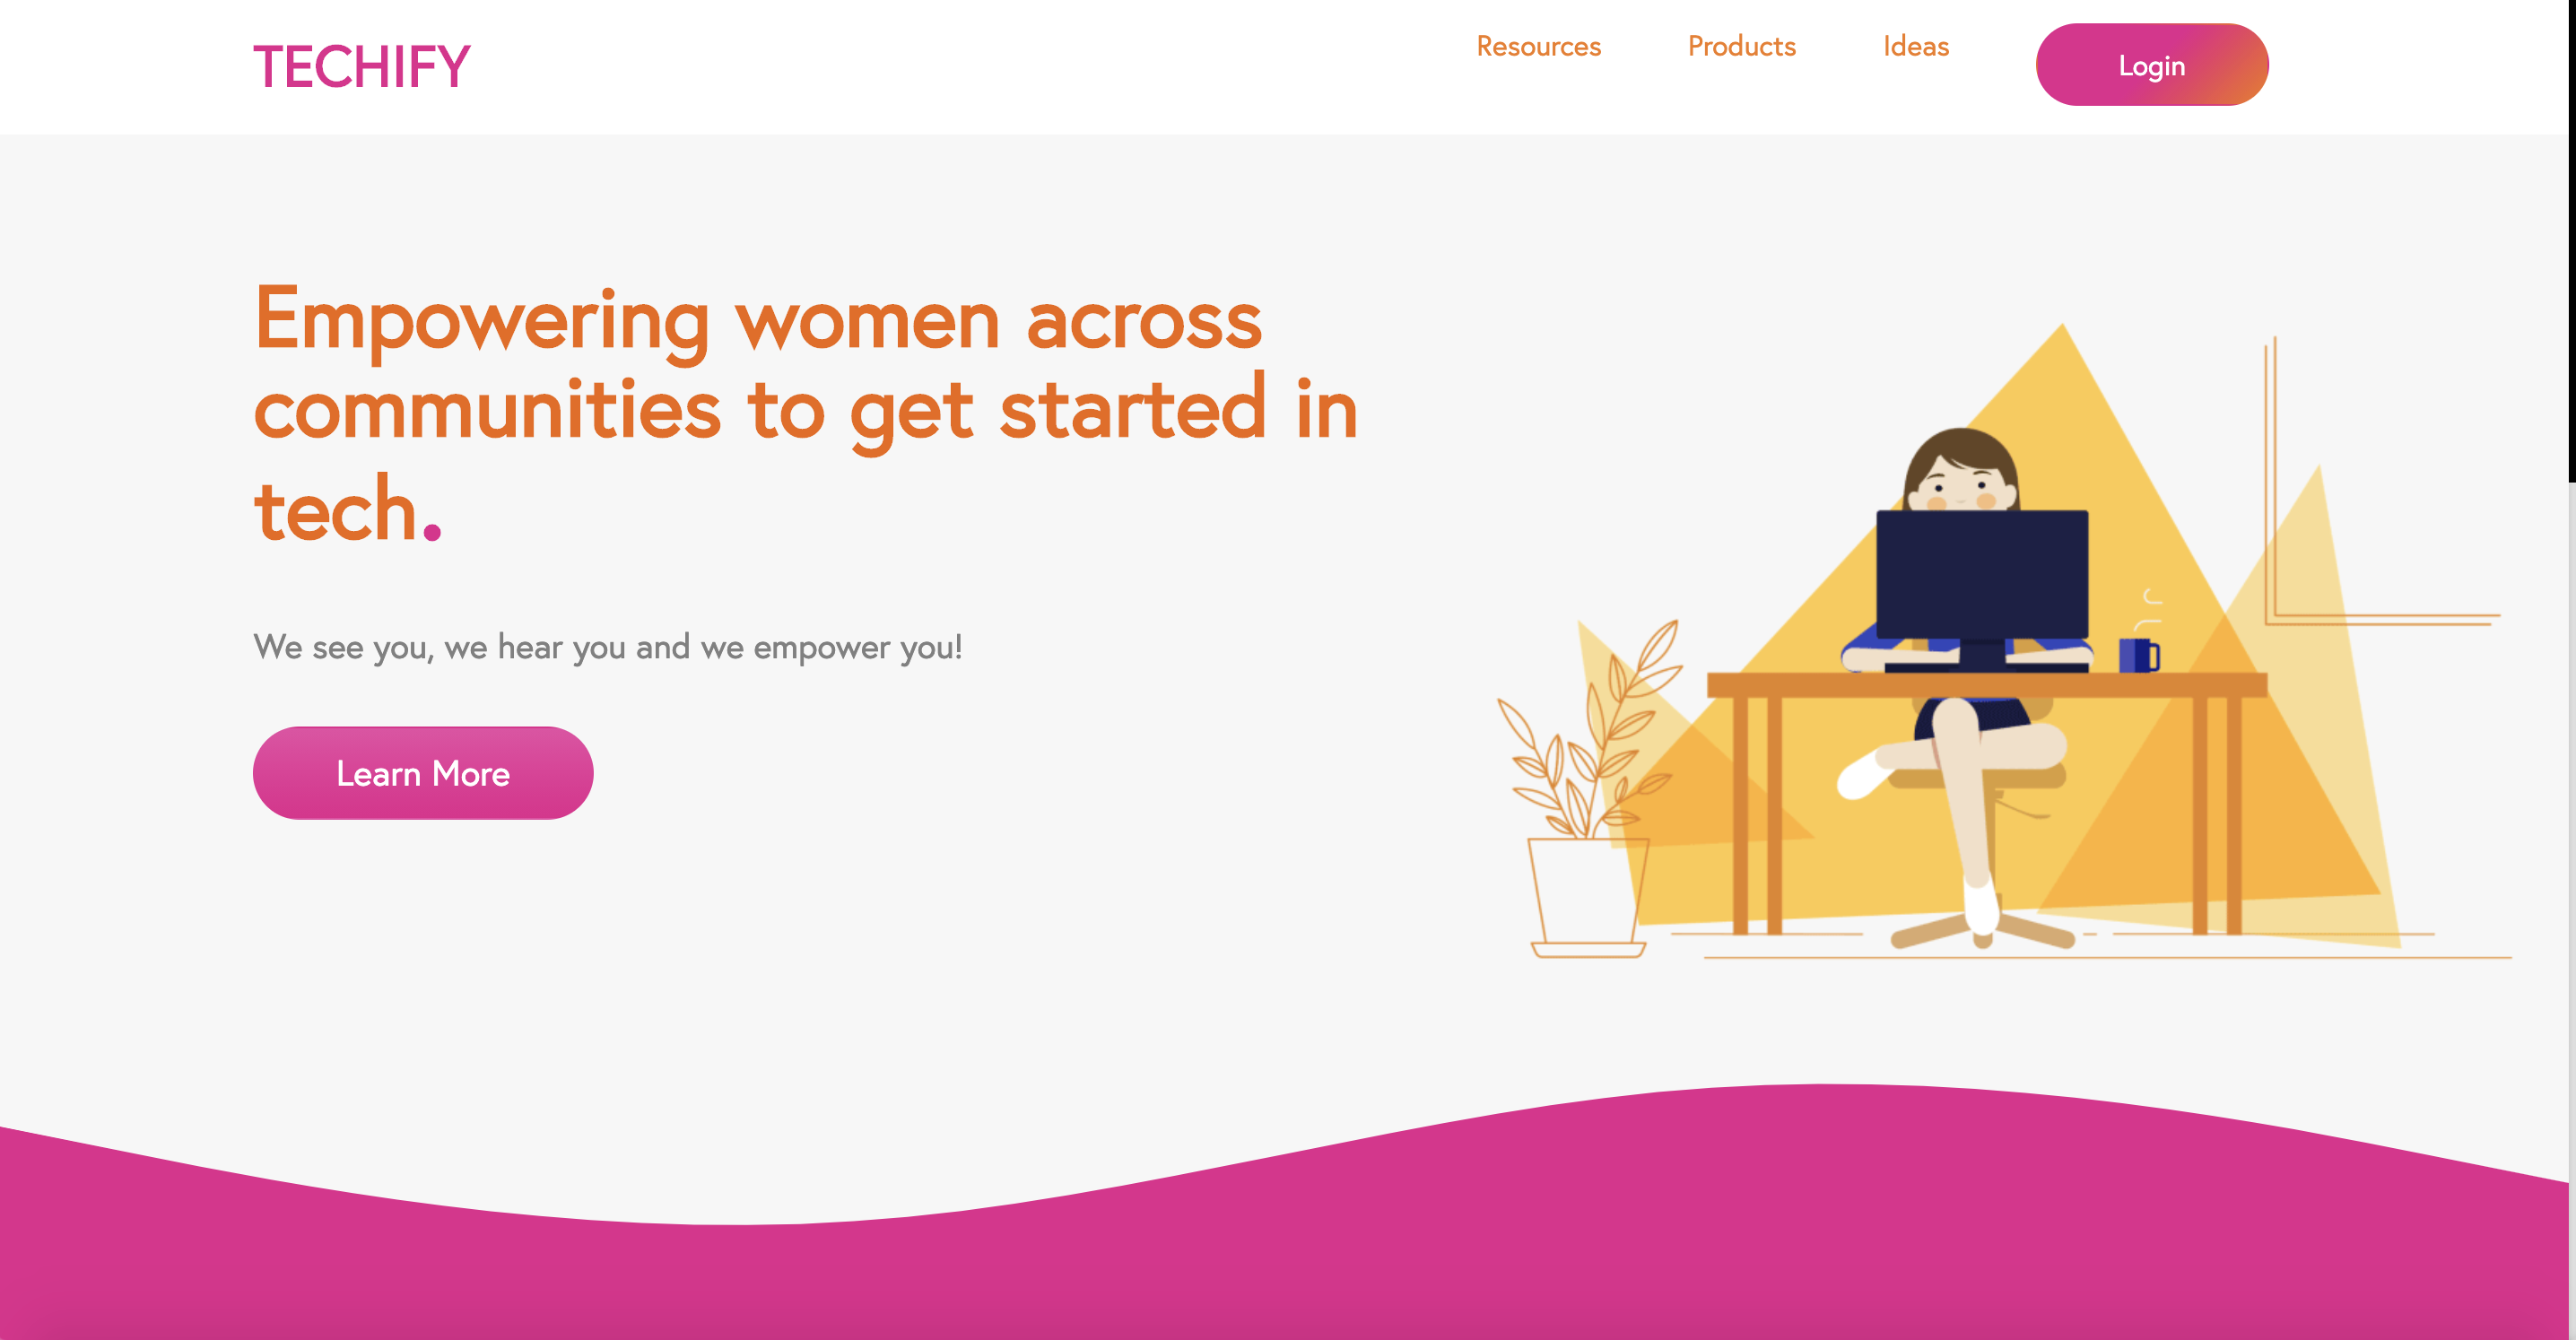 TECHIFY
Resources
Products
Ideas
Login
Empowering women across
communities to get started in
tech.
We see you, we hear you and we empower you!
Learn More